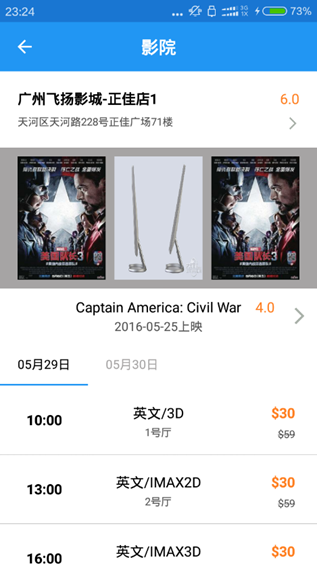 23:24
3G
1X
73%
影院
广州飞扬影城-正佳店1
6.0
天河区天河路228号正佳广场71楼
美国队长3
美国队长3
Captain America: Civil War
4.0
2016-05-25上映
05月29日
05月30日
10:00
英文/3D
$30
1号厅
$59
13:00
英文/IMAX2D
$30
2号厅
$59
16:00
英文/IMAX3D
$30